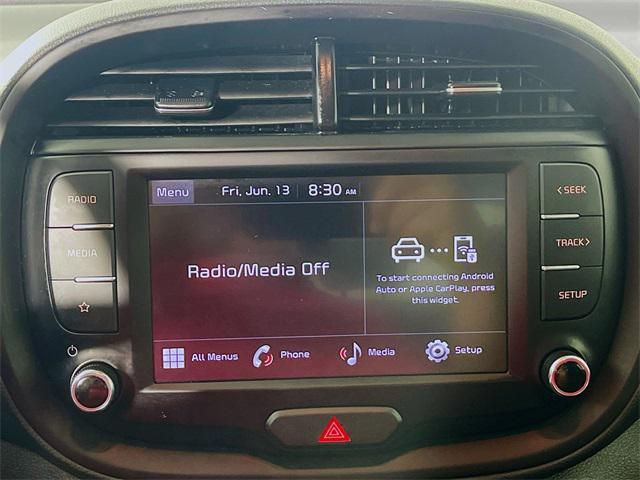 RADIO
MEDIA
Menu
Fri, Jun. 13 8:30 AM
Radio/Media Off
To start connecting Android
Auto or Apple CarPlay, press
this widget.
All Menus
Phone
Media
Setup
< SEEK
TRACK >
SETUP